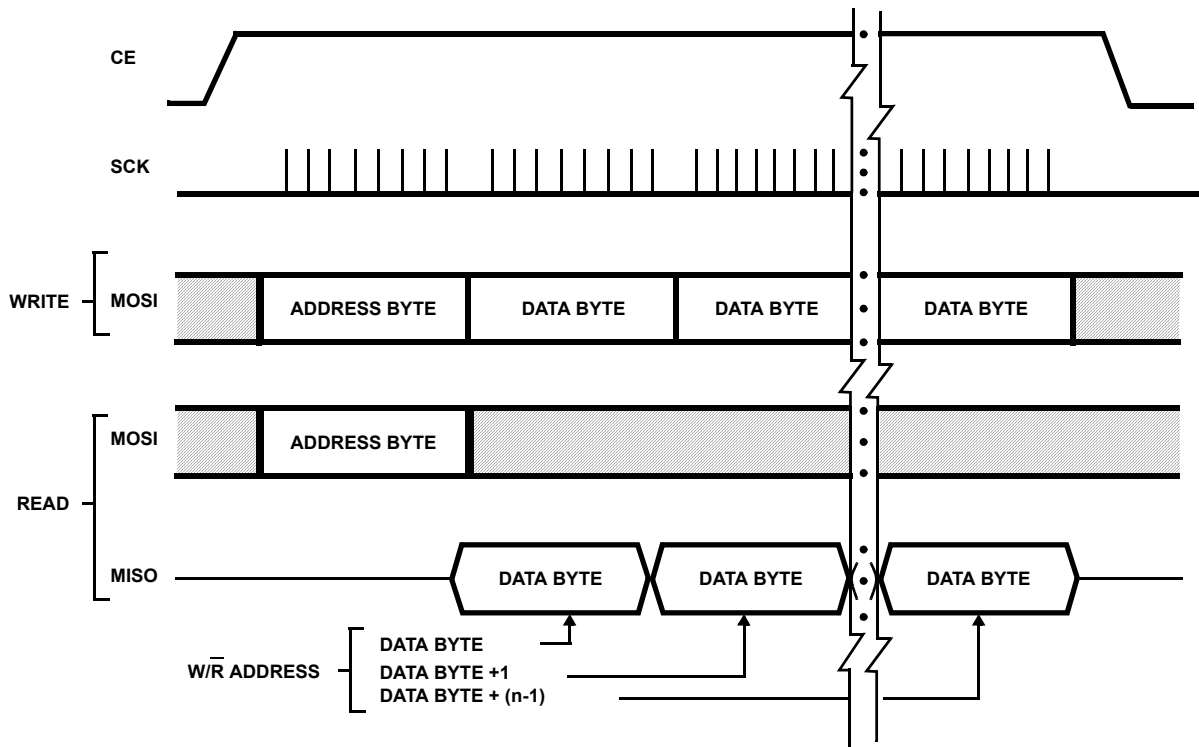 CE
SCK
WRITE MOSI ADDRESS BYTE DATA BYTE DATA BYTE DATA BYTE
MOSI ADDRESS BYTE
READ
MISO DATA BYTE DATA BYTE DATA BYTE
DATA BYTE
W/R̅ ADDRESS DATA BYTE +1
DATA BYTE + (n-1)